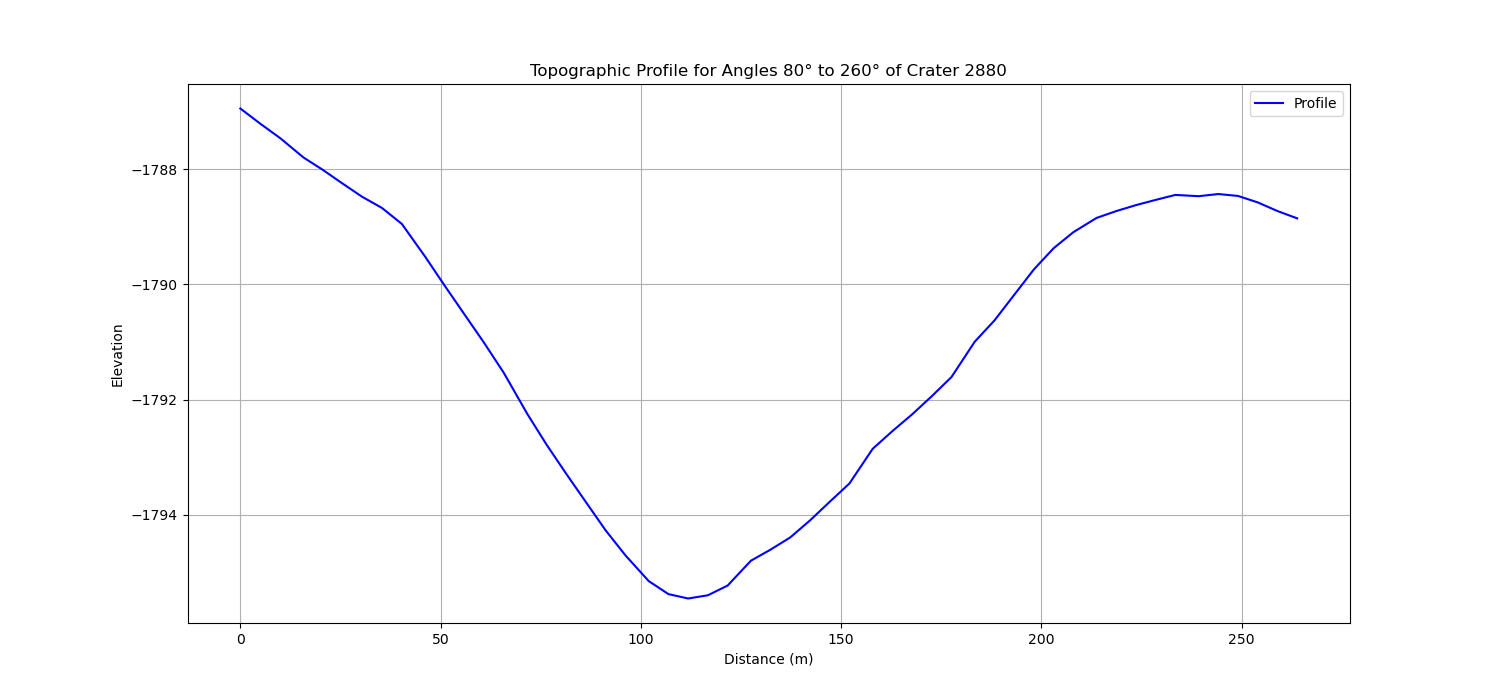 Topographic Profile for Angles 80° to 260° of Crater 2880
Profile
−1788
−1790
−1792
−1794
Elevation
0 50 100 150 200 250
Distance (m)